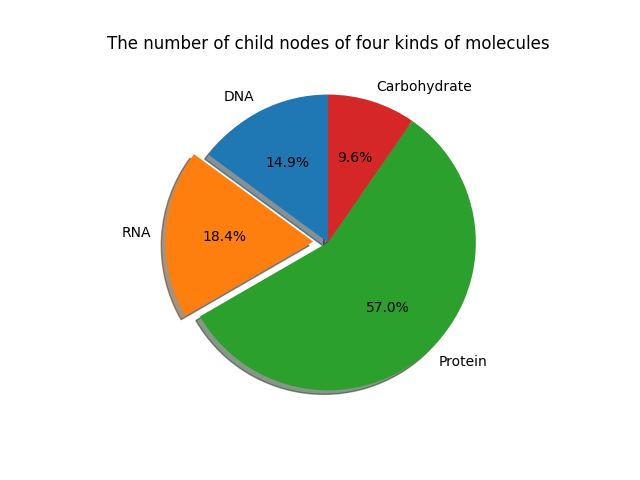 The number of child nodes of four kinds of molecules
Carbohydrate
DNA
9.6%
14.9%
RNA
18.4%
57.0%
Protein